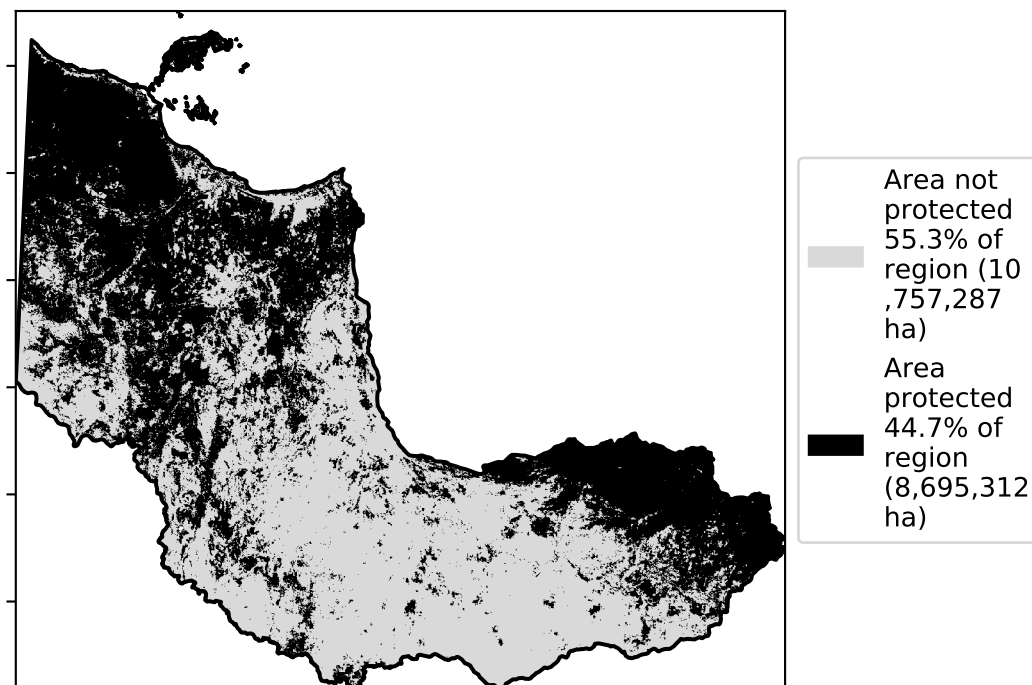 Area not
protected
55.3% of
region (10
,757,287
ha)
Area
protected
44.7% of
region
(8,695,312
ha)